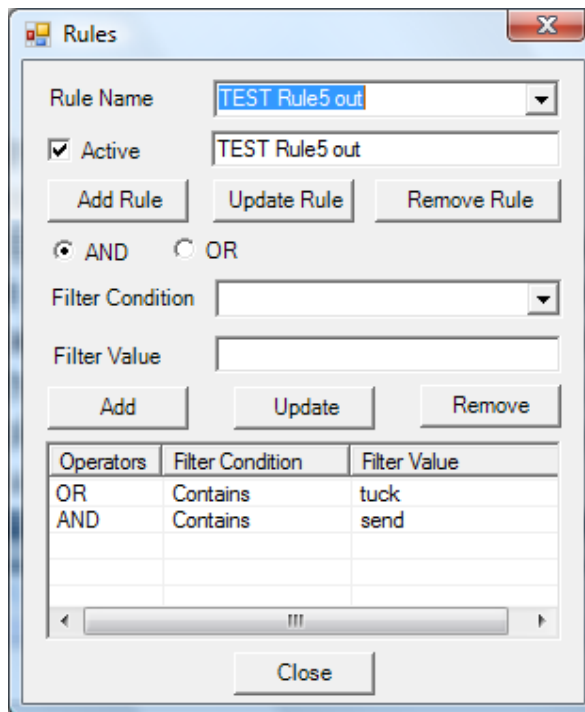 Rules
Rule Name TEST Rule5 out
Active TEST Rule5 out
Add Rule Update Rule Remove Rule
AND OR
Filter Condition
Filter Value
Add Update Remove
Operators Filter Condition Filter Value
OR Contains tuck
AND Contains send
Close